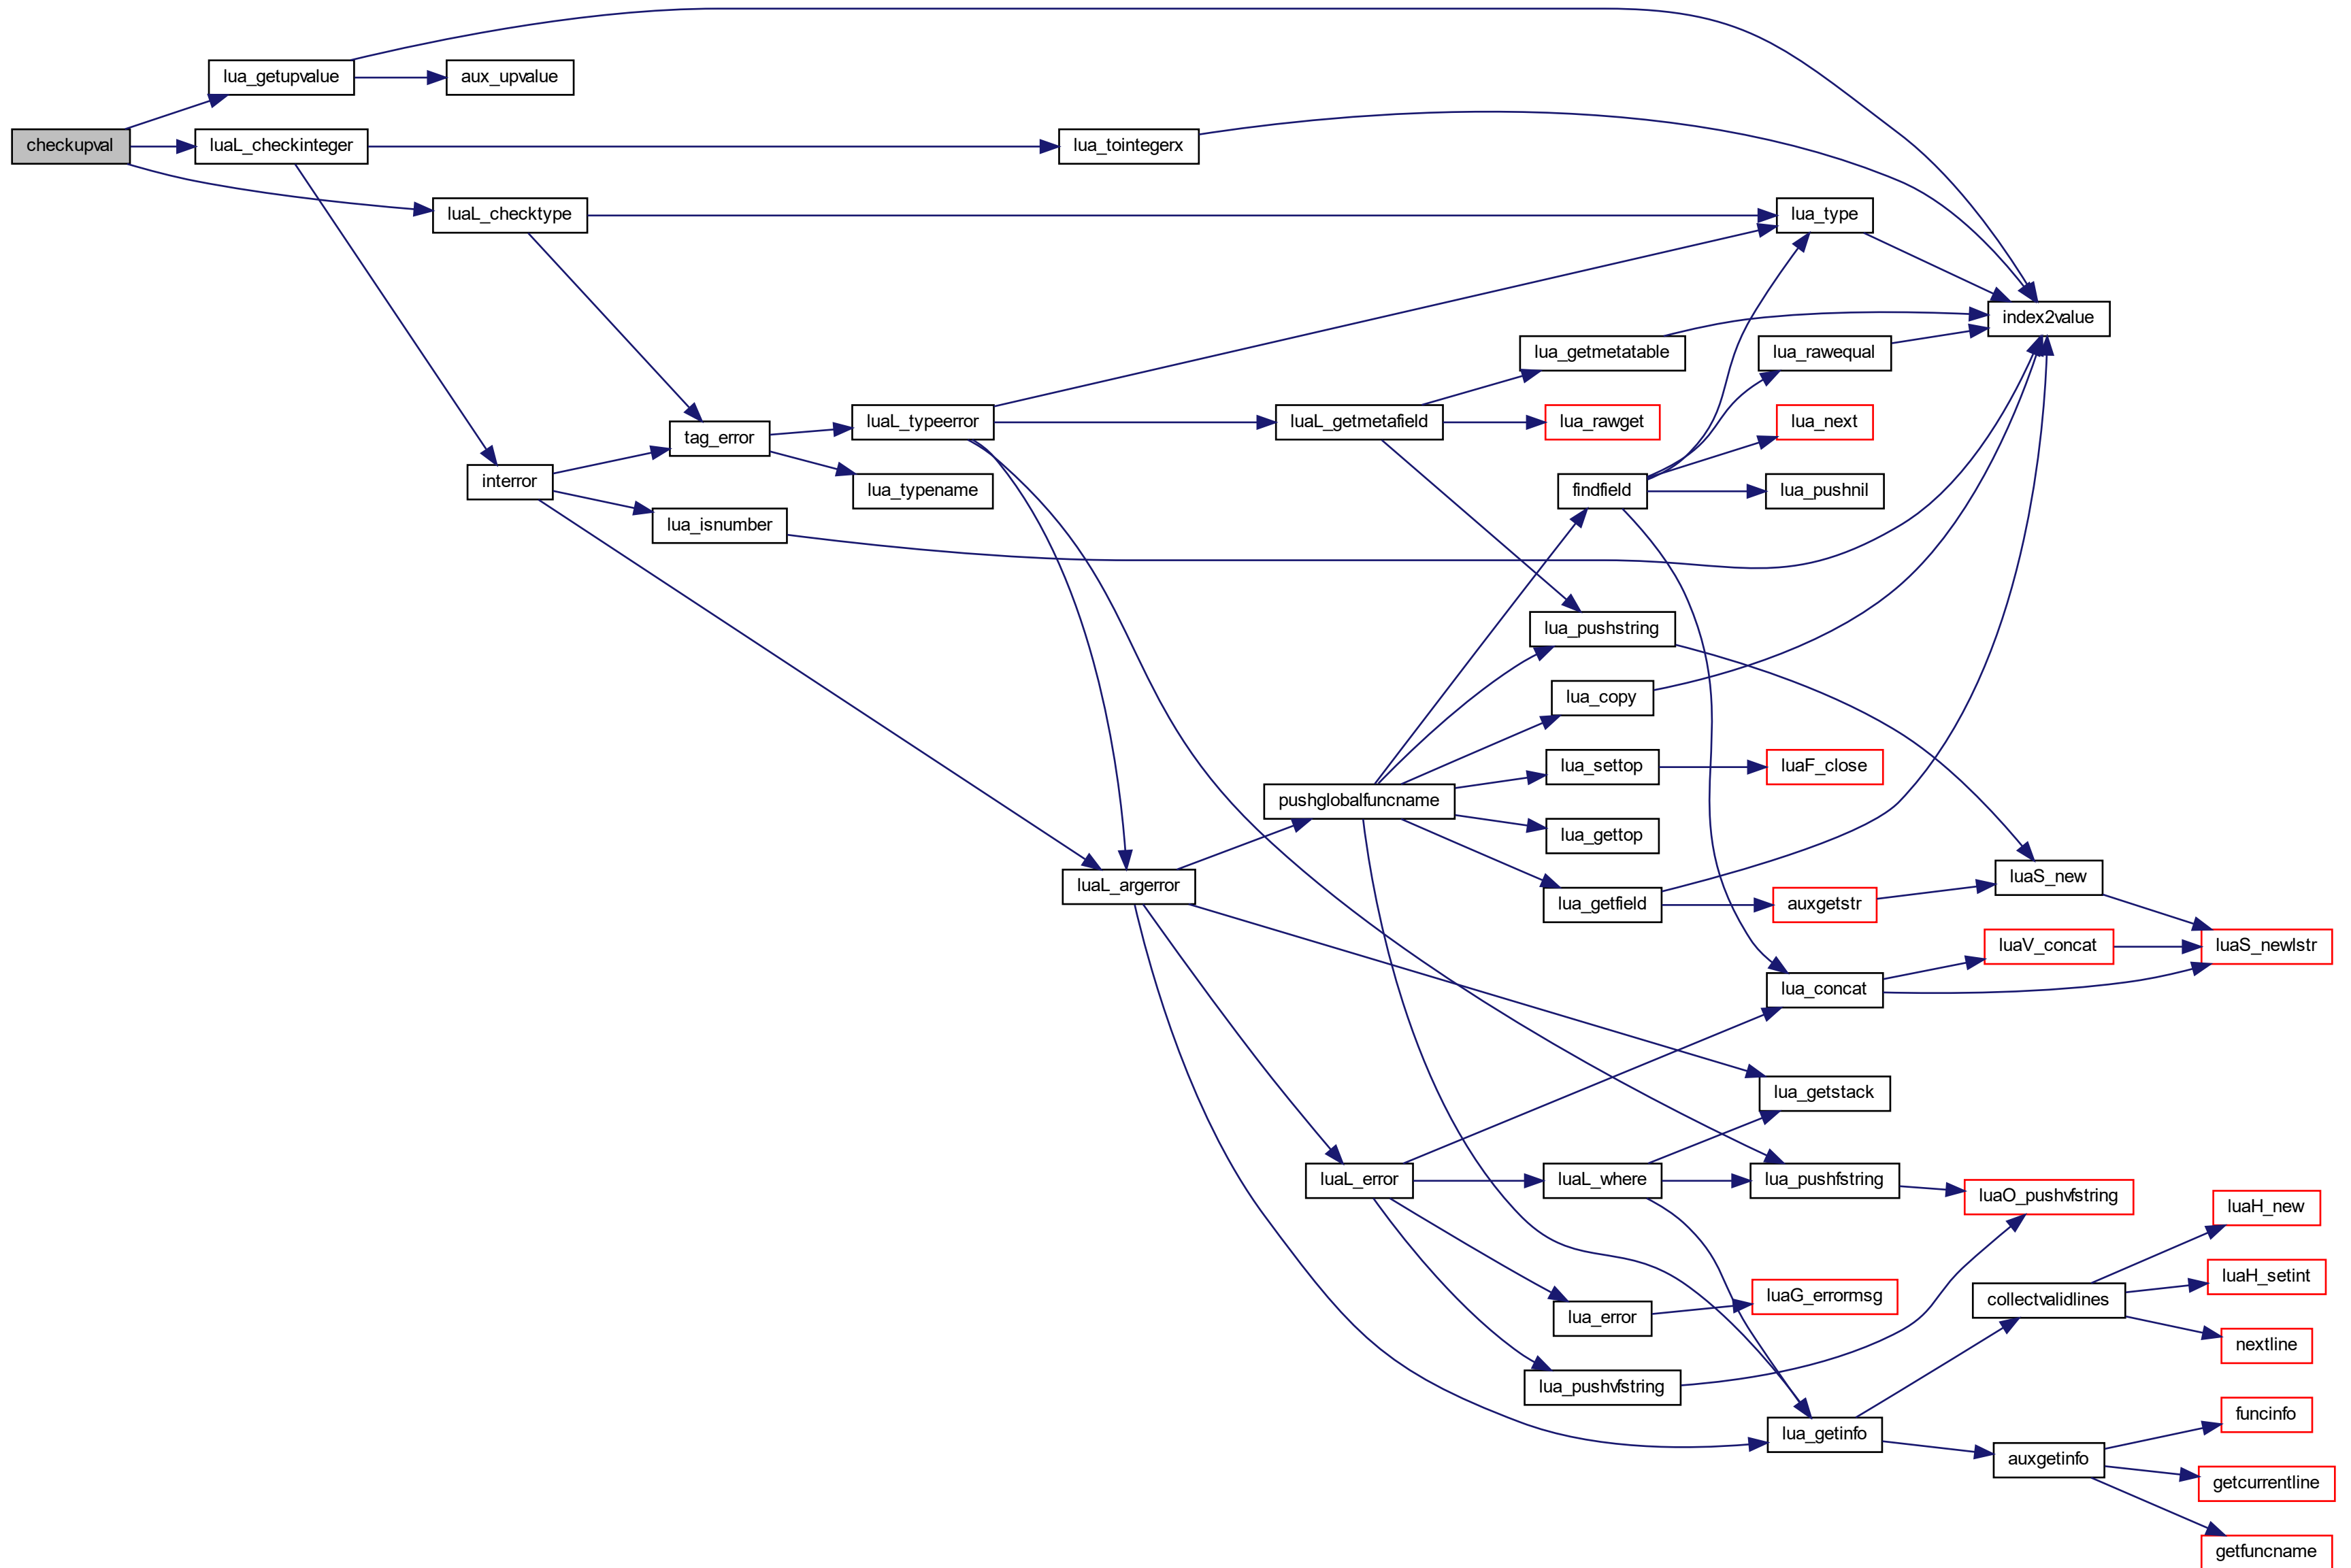 lua_getupvalue
aux_upvalue
checkupval
luaL_checkinteger
lua_tointegerx
luaL_checktype
lua_type
index2value
lua_getmetatable
lua_rawequal
luaL_typeerror
luaL_getmetafield
lua_rawget
lua_next
tag_error
interror
lua_typename
findfield
lua_pushnil
lua_isnumber
lua_pushstring
lua_copy
lua_settop
luaF_close
pushglobalfuncname
lua_gettop
luaL_argerror
luaS_new
lua_getfield
auxgetstr
luaV_concat
luaS_newlstr
lua_concat
lua_getstack
luaL_error
luaL_where
lua_pushfstring
luaO_pushvfstring
luaH_new
luaH_setint
collectvalidlines
luaG_errormsg
lua_error
nextline
lua_pushvfstring
funcinfo
lua_getinfo
auxgetinfo
getcurrentline
getfuncname